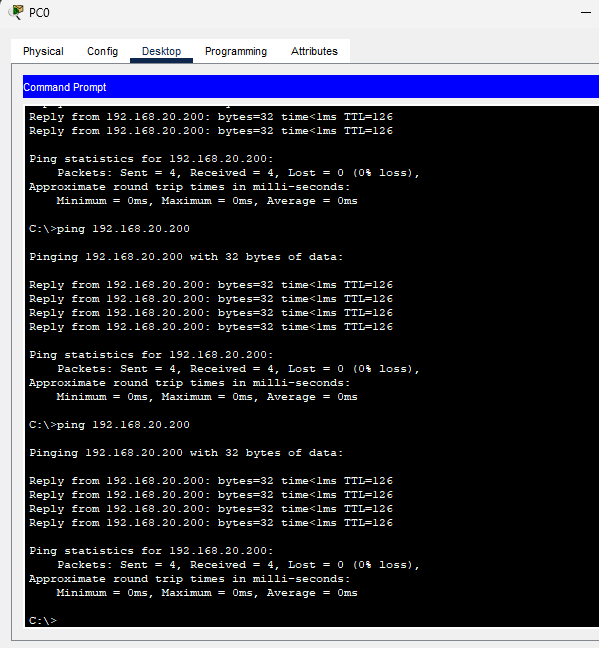 PC0
Physical Config Desktop Programming Attributes
Command Prompt
Reply from 192.168.20.200: bytes=32 time<1ms TTL=126
Reply from 192.168.20.200: bytes=32 time<1ms TTL=126
Ping statistics for 192.168.20.200:
Packets: Sent = 4, Received = 4, Lost = 0 (0% loss),
Approximate round trip times in milli-seconds:
Minimum = 0ms, Maximum = 0ms, Average = 0ms
C:\>ping 192.168.20.200
Pinging 192.168.20.200 with 32 bytes of data:
Reply from 192.168.20.200: bytes=32 time<1ms TTL=126
Reply from 192.168.20.200: bytes=32 time<1ms TTL=126
Reply from 192.168.20.200: bytes=32 time<1ms TTL=126
Reply from 192.168.20.200: bytes=32 time<1ms TTL=126
Ping statistics for 192.168.20.200:
Packets: Sent = 4, Received = 4, Lost = 0 (0% loss),
Approximate round trip times in milli-seconds:
Minimum = 0ms, Maximum = 0ms, Average = 0ms
C:\>ping 192.168.20.200
Pinging 192.168.20.200 with 32 bytes of data:
Reply from 192.168.20.200: bytes=32 time<1ms TTL=126
Reply from 192.168.20.200: bytes=32 time<1ms TTL=126
Reply from 192.168.20.200: bytes=32 time<1ms TTL=126
Reply from 192.168.20.200: bytes=32 time<1ms TTL=126
Ping statistics for 192.168.20.200:
Packets: Sent = 4, Received = 4, Lost = 0 (0% loss),
Approximate round trip times in milli-seconds:
Minimum = 0ms, Maximum = 0ms, Average = 0ms
C:\>